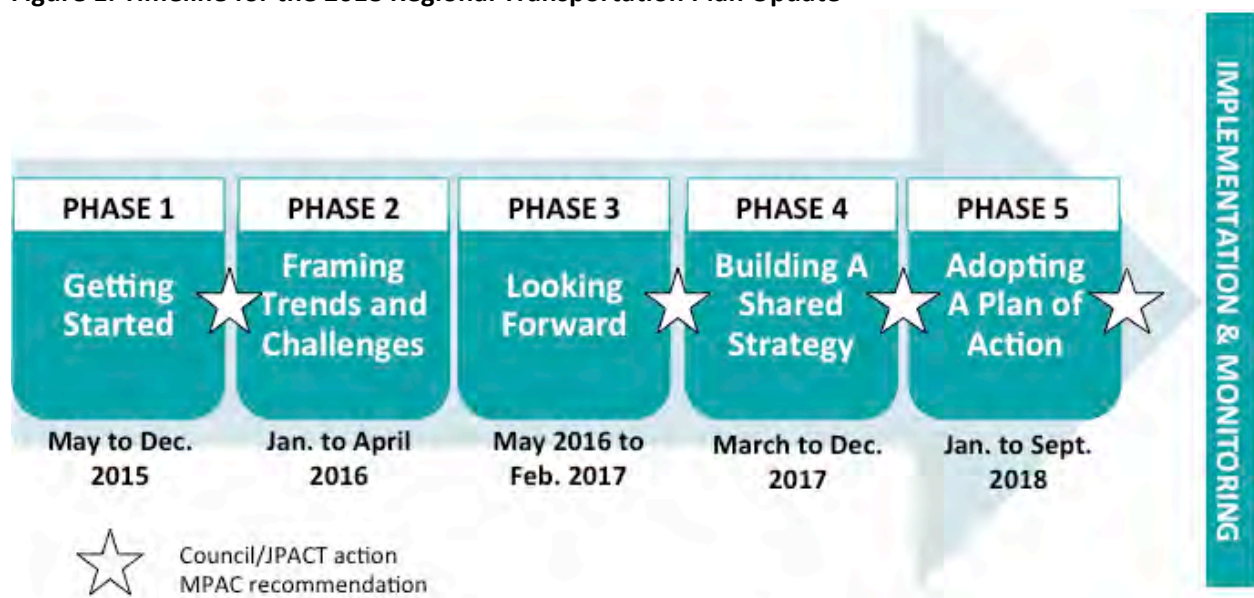 Figure Timeline for the 2018 Regional Transportation Plan Update
PHASE 1
Getting
Started
May to Dec.
2015
PHASE 2
Framing
Trends and
Challenges
Jan. to April
2016
PHASE 3
Looking
Forward
May 2016 to
Feb. 2017
PHASE 4
Building A
Shared
Strategy
March to Dec.
2017
PHASE 5
Adopting
A Plan of
Action
Jan. to Sept.
2018
IMPLEMENTATION & MONITORING
Council/JPACT action
MPAC recommendation